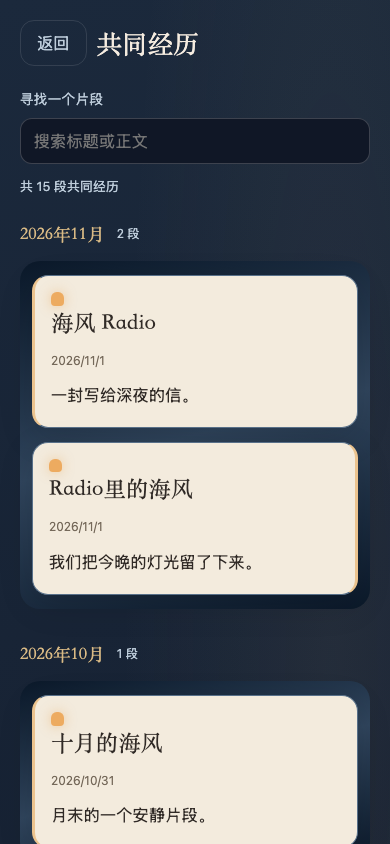 返回
共同经历
寻找一个片段
搜索标题或正文
共 15 段共同经历
2026年11月 2 段
海风 Radio
2026/11/1
一封写给深夜的信。
Radio里的海风
2026/11/1
我们把今晚的灯光留了下来。
2026年10月 1 段
十月的海风
2026/10/31
月末的一个安静片段。